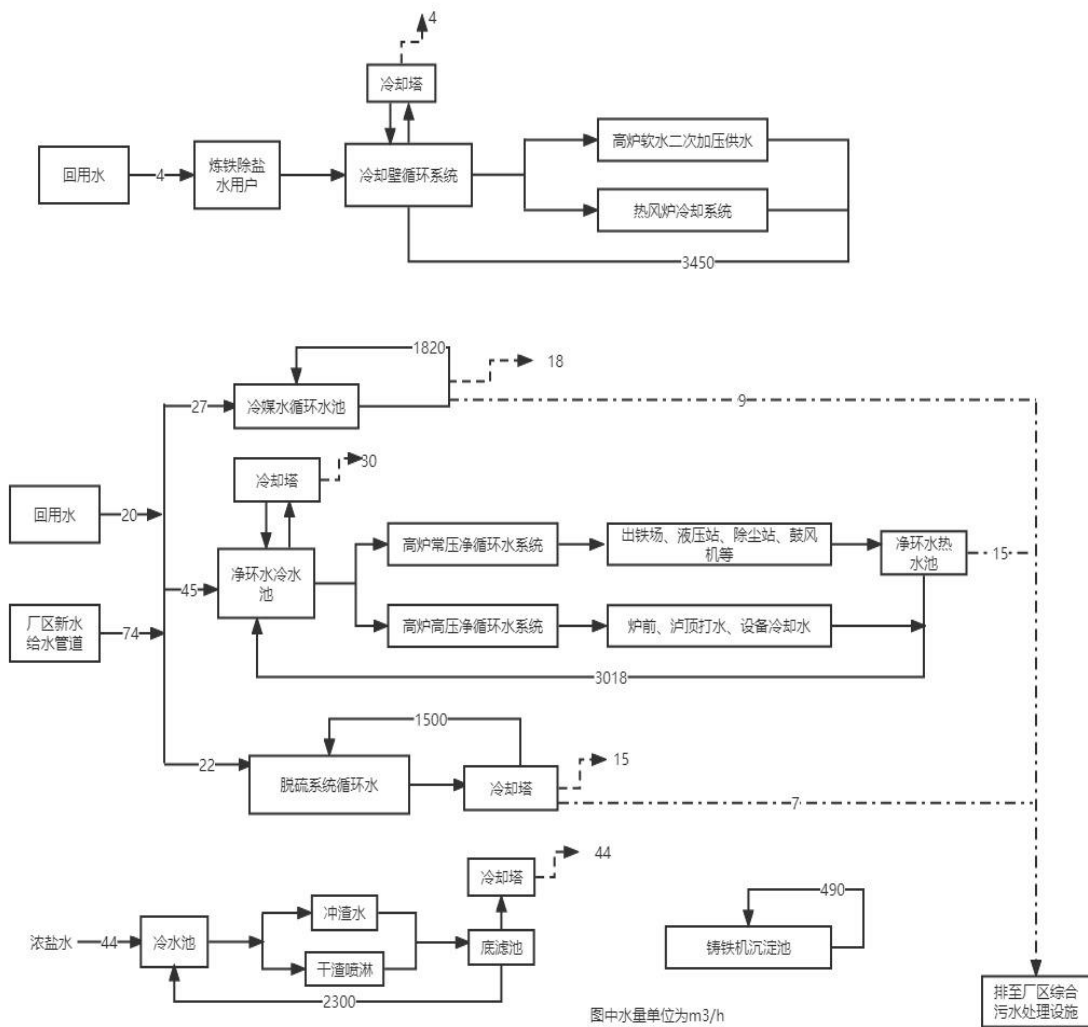 4
冷却塔
回用水
4
炼铁除盐
水用户
冷却壁循环系统
高炉软水二次加压供水
热风炉冷却系统
3450
1820
18
27
冷媒水循环水池
9
冷却塔
30
回用水
20
高炉常压净循环水系统
出铁场、液压站、除尘站、鼓风
机等
净环水热
水池
15
45
净环水冷水
池
厂区新水
给水管道
74
高炉高压净循环水系统
炉前、泸顶打水、设备冷却水
3018
1500
22
脱硫系统循环水
冷却塔
15
7
冷却塔
44
浓盐水
44
冷水池
冲渣水
干渣喷淋
底滤池
2300
490
铸铁机沉淀池
图中水量单位为m3/h
排至厂区综合
污水处理设施